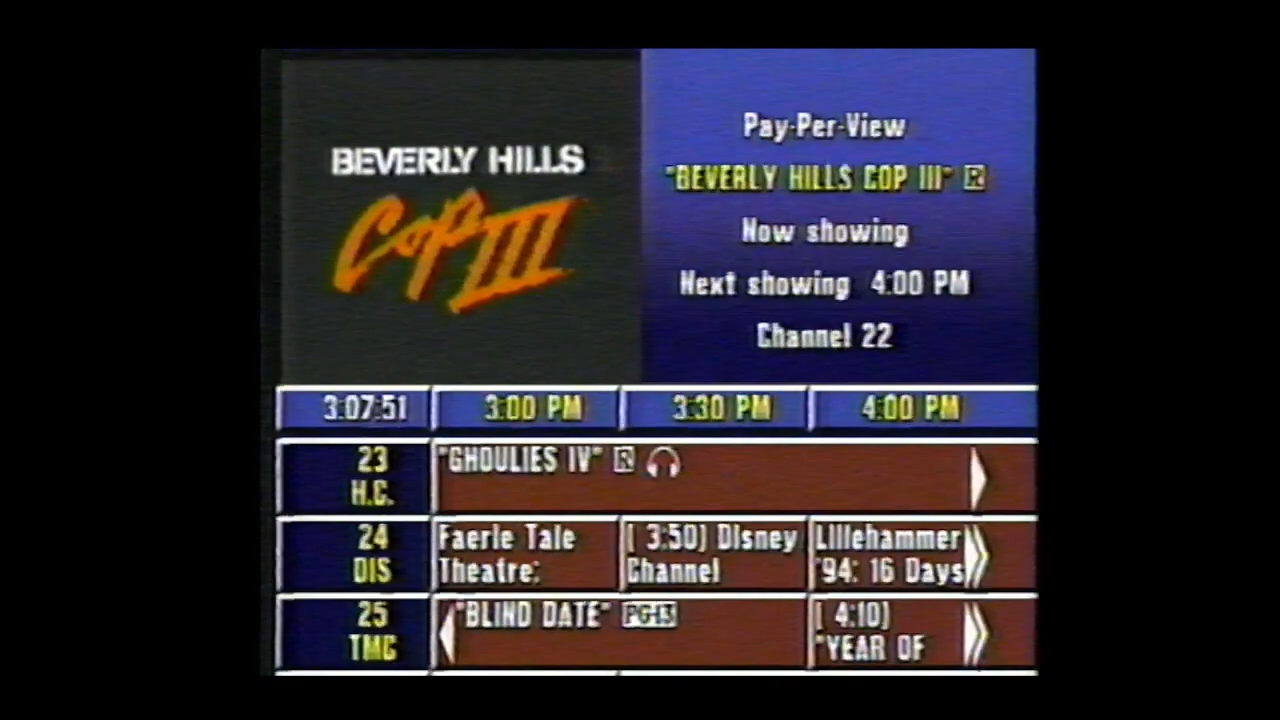 BEVERLY HILLS
Cop III
Pay-Per-View
"BEVERLY HILLS COP III" R
Now showing
Next showing 4:00 PM
Channel 22
3:07:51 3:00 PM 3:30 PM 4:00 PM
23
H.C.
"GHOULIES IV" R
24
DIS
Faerie Tale
Theatre:
( 3:50) Disney
Channel
Lillehammer
'94: 16 Days
25
TMC
"BLIND DATE" PG13
( 4:10)
"YEAR OF